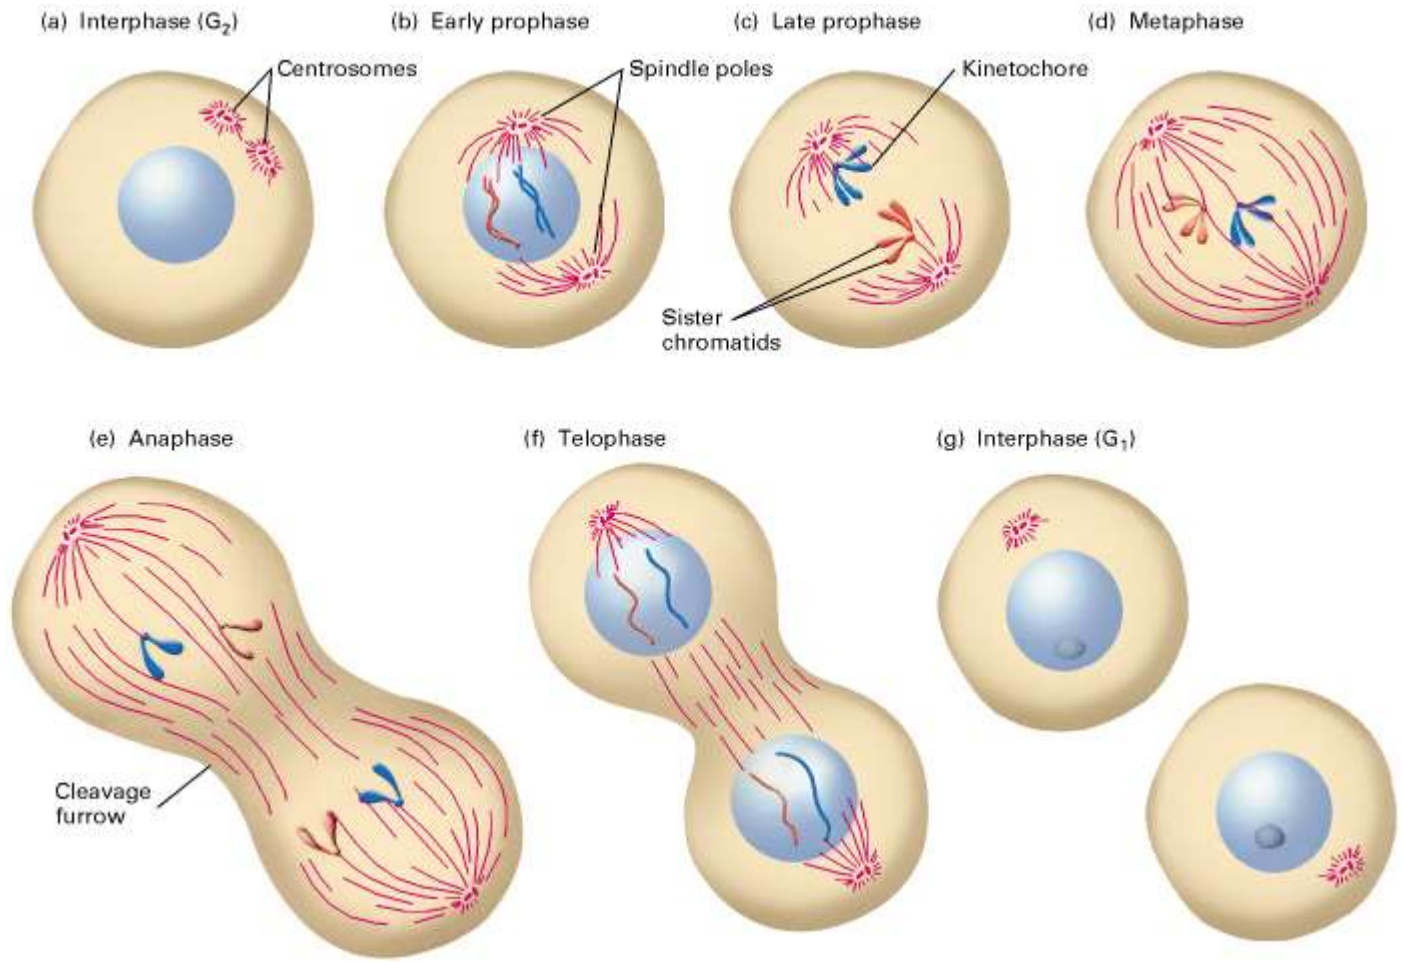 (a) Interphase (G₂)
(b) Early prophase
(c) Late prophase
(d) Metaphase
Centrosomes
Spindle poles
Kinetochore
Sister
chromatids
(e) Anaphase
(f) Telophase
(g) Interphase (G₁)
Cleavage
furrow